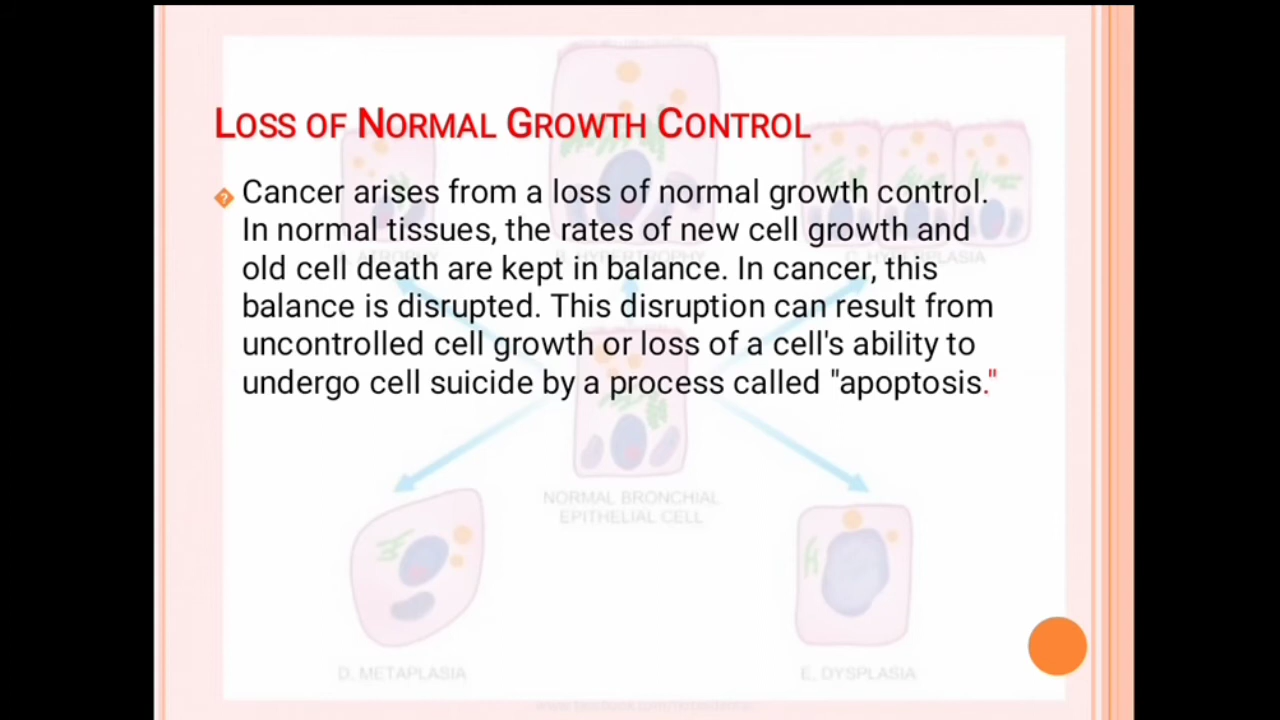 LOSS OF NORMAL GROWTH CONTROL
Cancer arises from a loss of normal growth control.
In normal tissues, the rates of new cell growth and
old cell death are kept in balance. In cancer, this
balance is disrupted. This disruption can result from
uncontrolled cell growth or loss of a cell's ability to
undergo cell suicide by a process called "apoptosis."
NORMAL BRONCHIAL
EPITHELIAL CELL
D. METAPLASIA
E. DYSPLASIA